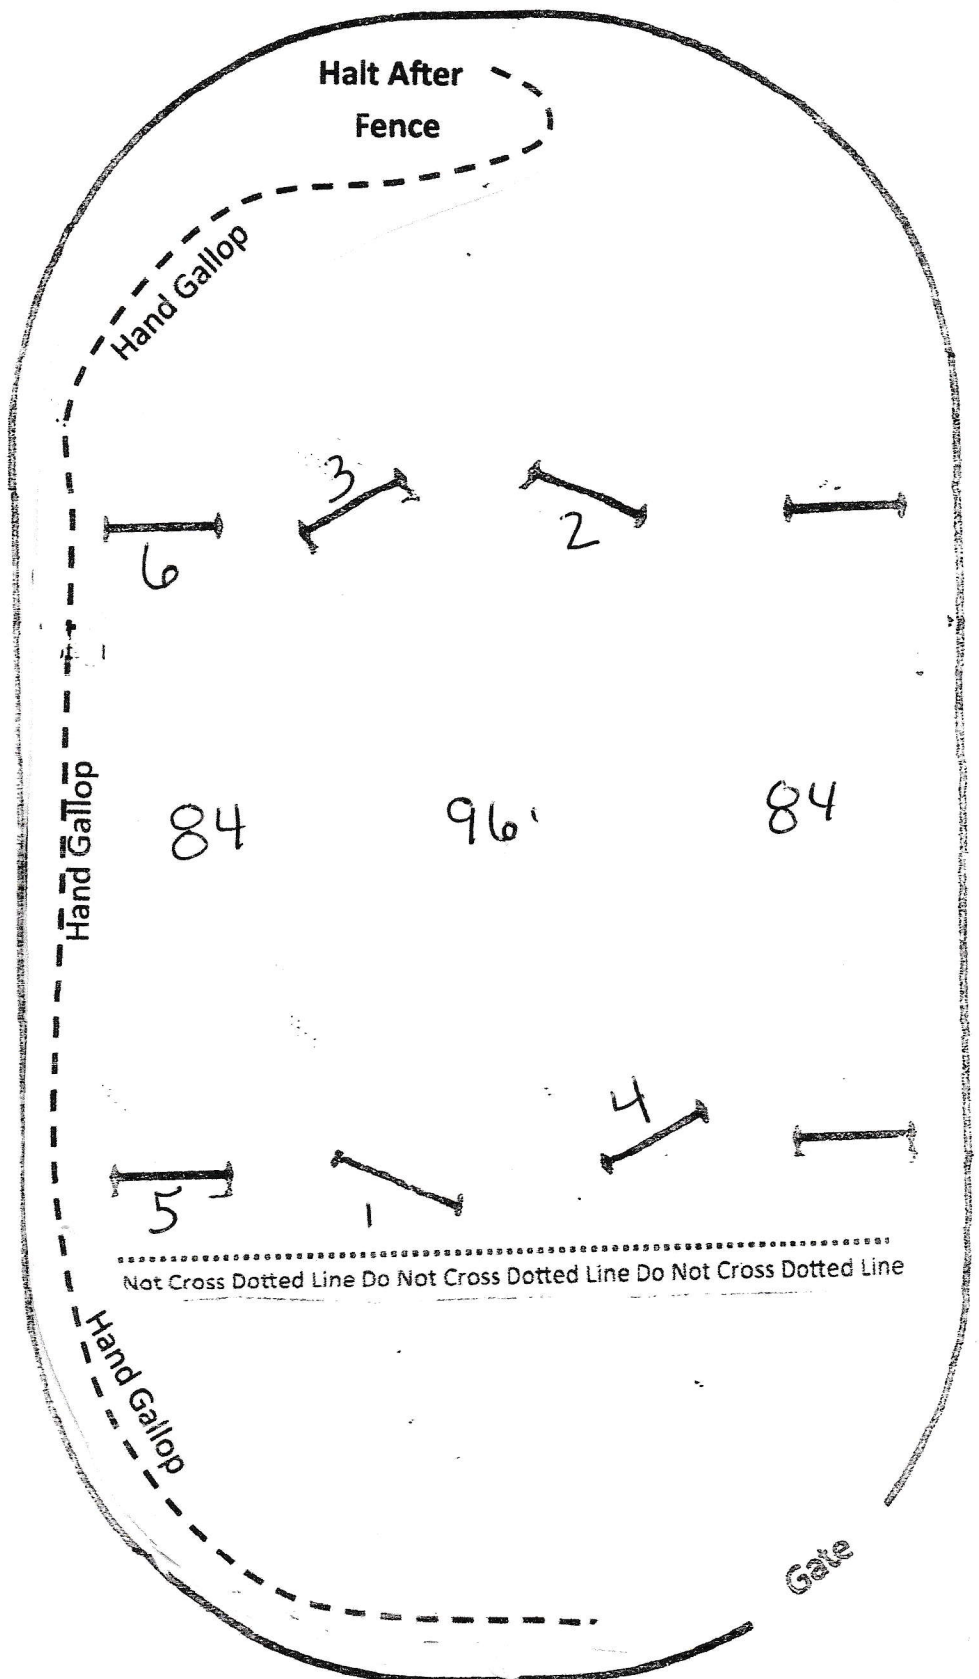 Halt After
Fence
Hand Gallop
3
2
6
Hand Gallop
84
96'
84
4
5
1
Not Cross Dotted Line Do Not Cross Dotted Line Do Not Cross Dotted Line
Hand Gallop
Gate